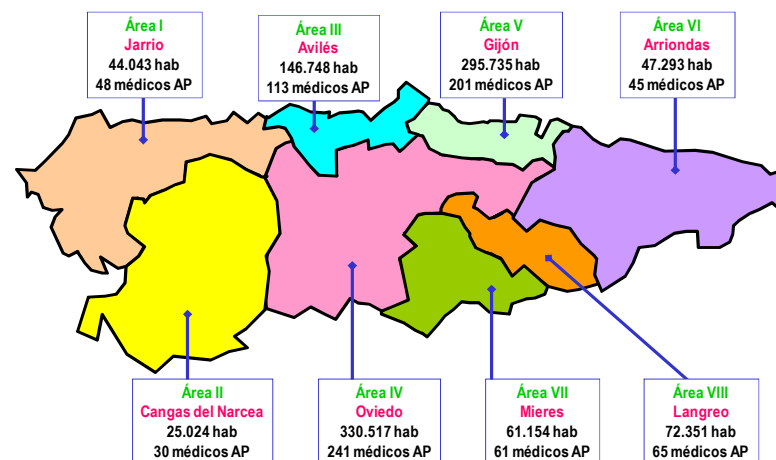 Área I
Jarrio
44.043 hab
48 médicos AP
Área III
Avilés
146.748 hab
113 médicos AP
Área V
Gijón
295.735 hab
201 médicos AP
Área VI
Arriondas
47.293 hab
45 médicos AP
Área II
Cangas del Narcea
25.024 hab
30 médicos AP
Área IV
Oviedo
330.517 hab
241 médicos AP
Área VII
Mieres
61.154 hab
61 médicos AP
Área VIII
Langreo
72.351 hab
65 médicos AP